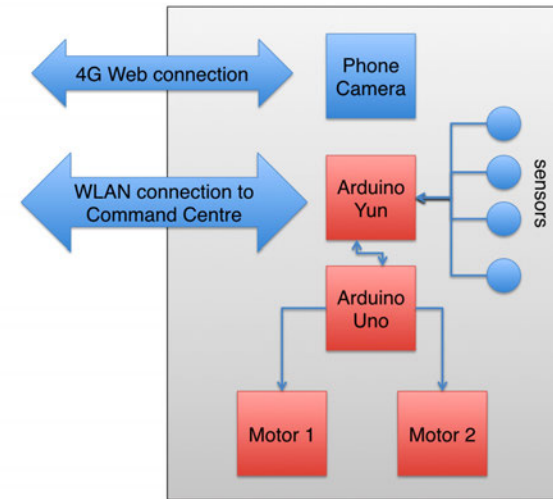 4G Web connection
Phone
Camera
WLAN connection to
Command Centre
Arduino
Yun
sensors
Arduino
Uno
Motor 1
Motor 2